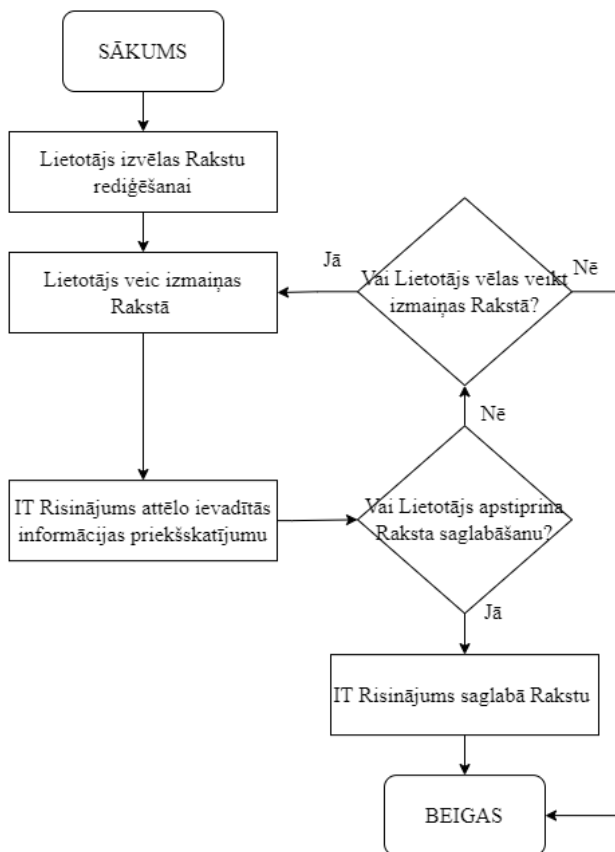 SĀKUMS
Lietotājs izvēlas Rakstu
rediģēšanai
Lietotājs veic izmaiņas
Rakstā
Jā
Vai Lietotājs vēlas veikt
izmaiņas Rakstā?
Nē
Nē
IT Risinājums attēlo ievadītās
informācijas priekšskatījumu
Vai Lietotājs apstiprina
Raksta saglabāšanu?
Jā
IT Risinājums saglabā Rakstu
BEIGAS